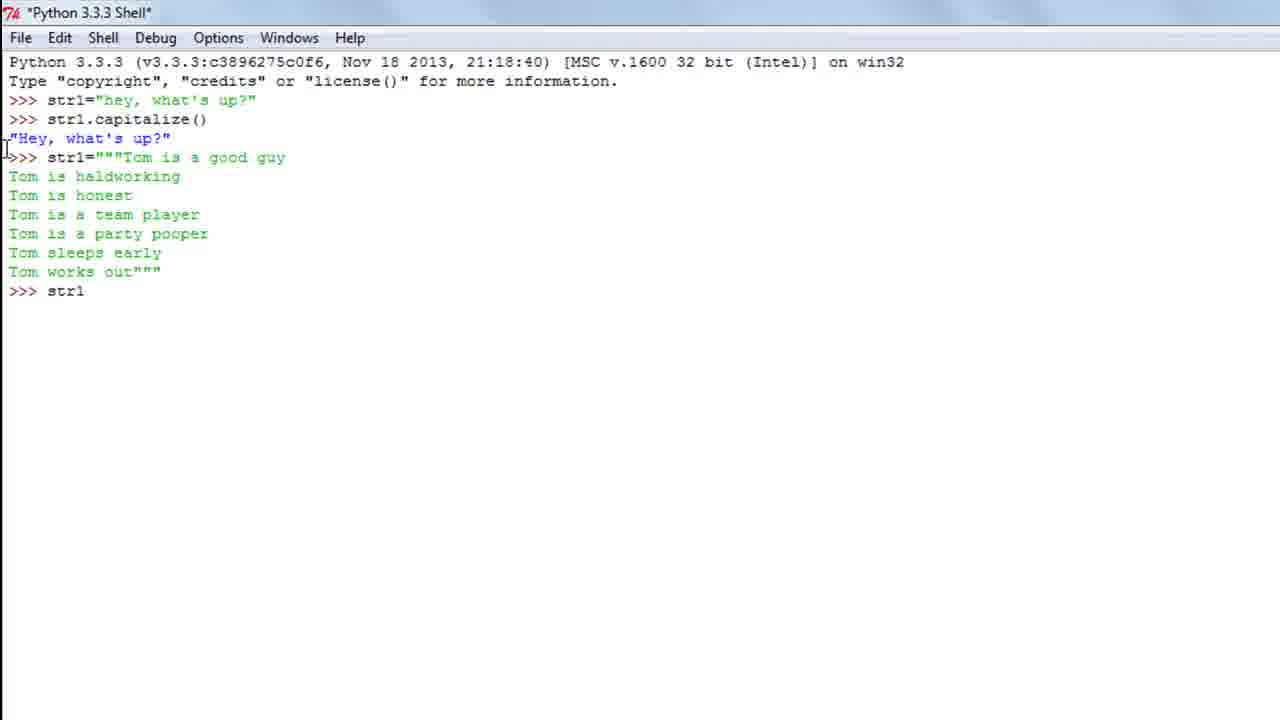 *Python 3.3.3 Shell*
File Edit Shell Debug Options Windows Help
Python 3.3.3 (v3.3.3:c3896275c0f6, Nov 18 2013, 21:18:40) [MSC v.1600 32 bit (Intel)] on win32
Type "copyright", "credits" or "license()" for more information.
>>> str1="hey, what's up?"
>>> str1.capitalize()
"Hey, what's up?"
>>> str1="""Tom is a good guy
Tom is haldworking
Tom is honest
Tom is a team player
Tom is a party pooper
Tom sleeps early
Tom works out"""
>>> str1